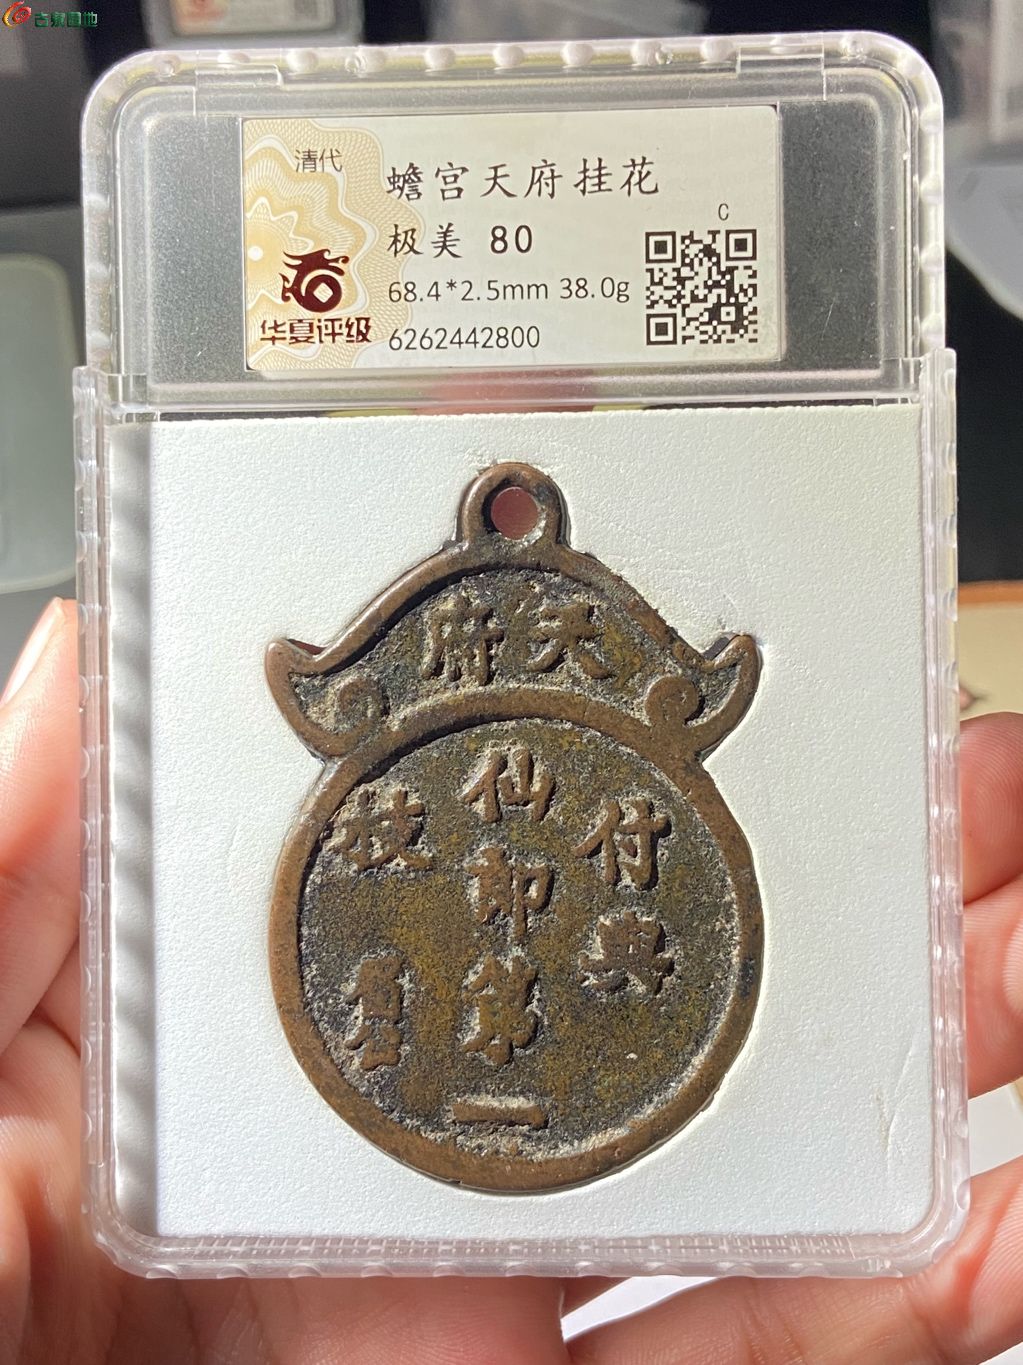 古泉园地
清代
蟾宫天府挂花
极美 80
68.4*2.5mm 38.0g
C
华夏评级
6262442800
天府
付與
仙郎第一
枝